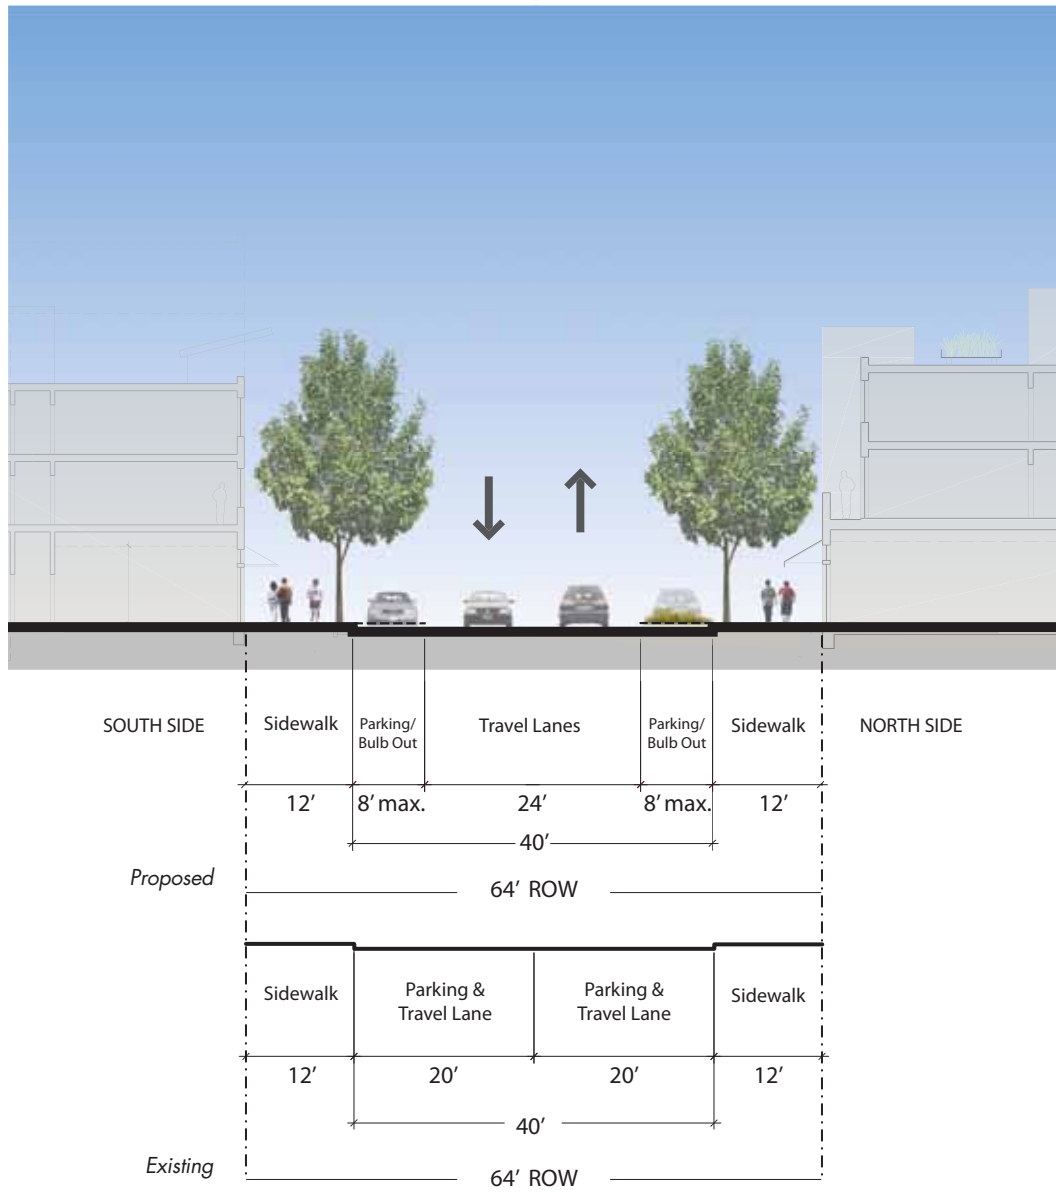 SOUTH SIDE
Sidewalk
Parking/
Bulb Out
Travel Lanes
Parking/
Bulb Out
Sidewalk
NORTH SIDE
12’
8’ max.
24’
8’ max.
12’
40’
Proposed
64’ ROW
Sidewalk
Parking &
Travel Lane
Parking &
Travel Lane
Sidewalk
12’
20’
20’
12’
40’
Existing
64’ ROW